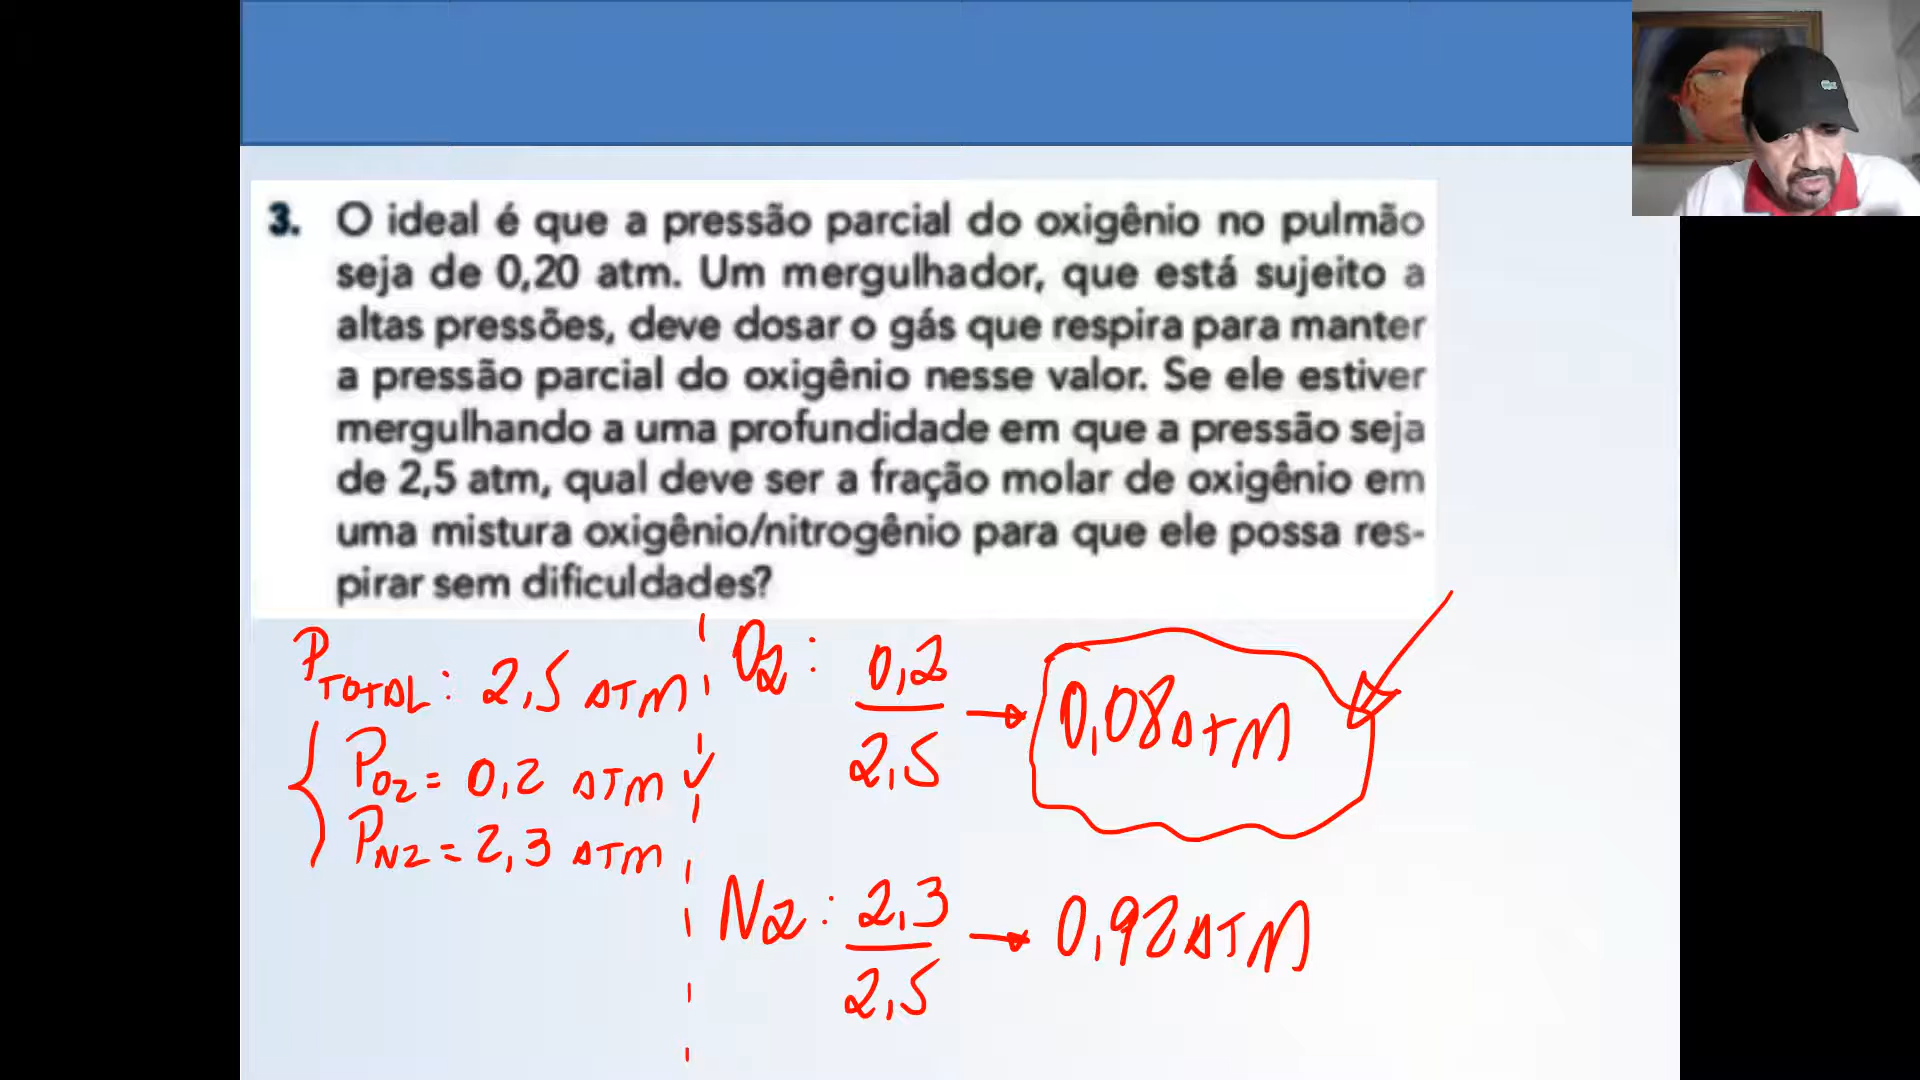 3. O ideal é que a pressão parcial do oxigênio no pulmão
seja de 0,20 atm. Um mergulhador, que está sujeito a
altas pressões, deve dosar o gás que respira para manter
a pressão parcial do oxigênio nesse valor. Se ele estiver
mergulhando a uma profundidade em que a pressão seja
de 2,5 atm, qual deve ser a fração molar de oxigênio em
uma mistura oxigênio/nitrogênio para que ele possa res-
pirar sem dificuldades?
PTOTAL: 2,5 ATM
PO2 = 0,2 ATM
PN2 = 2,3 ATM
O2: 0,2
2,5
→ 0,08 ATM
N2: 2,3
2,5
→ 0,92 ATM